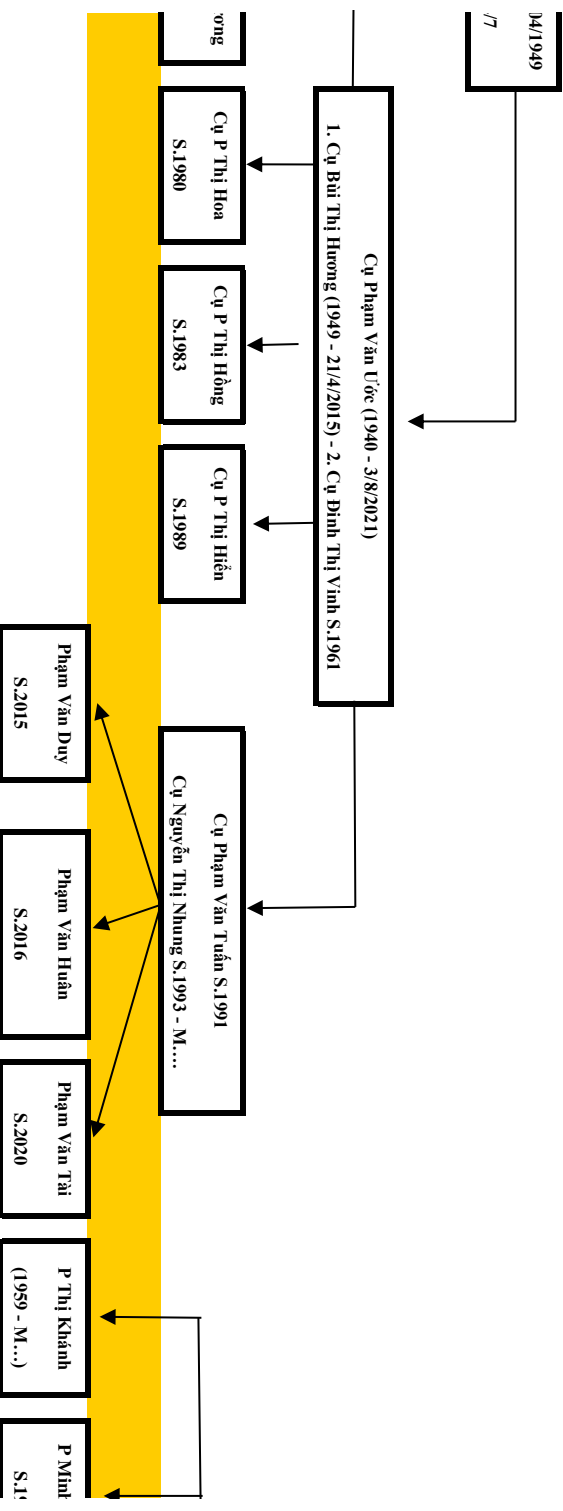 04/1949
/7
Cụ Phạm Văn Ước (1940 - 3/8/2021)
1. Cụ Bùi Thị Hương (1949 - 21/4/2015) - 2. Cụ Đinh Thị Vinh S.1961
ơng
Cụ P Thị Hoa
S.1980
Cụ P Thị Hồng
S.1983
Cụ P Thị Hiền
S.1989
Cụ Phạm Văn Tuấn S.1991
Cụ Nguyễn Thị Nhung S.1993 - M….
Phạm Văn Duy
S.2015
Phạm Văn Huân
S.2016
Phạm Văn Tài
S.2020
P Thị Khánh
(1959 - M…)
P Minh
S.19